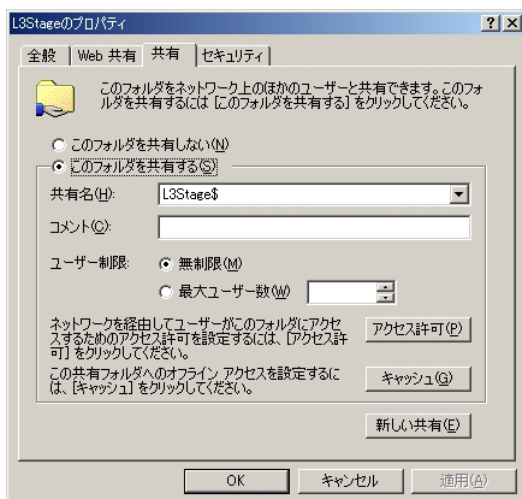 L3Stageのプロパティ
? ×
全般 Web 共有 共有 セキュリティ
このフォルダをネットワーク上のほかのユーザーと共有できます。このフォ
ルダを共有するには [このフォルダを共有する] をクリックしてください。
このフォルダを共有しない(N)
このフォルダを共有する(S)
共有名(H): L3Stage$
コメント(C):
ユーザー制限: 無制限(M)
最大ユーザー数(W)
ネットワークを経由してユーザーがこのフォルダにアクセ
スするためのアクセス許可を設定するには、[アクセス許
可] をクリックしてください。
アクセス許可(P)
この共有フォルダへのオフライン アクセスを設定するに
は、[キャッシュ] をクリックしてください。
キャッシュ(G)
新しい共有(E)
OK キャンセル 適用(A)